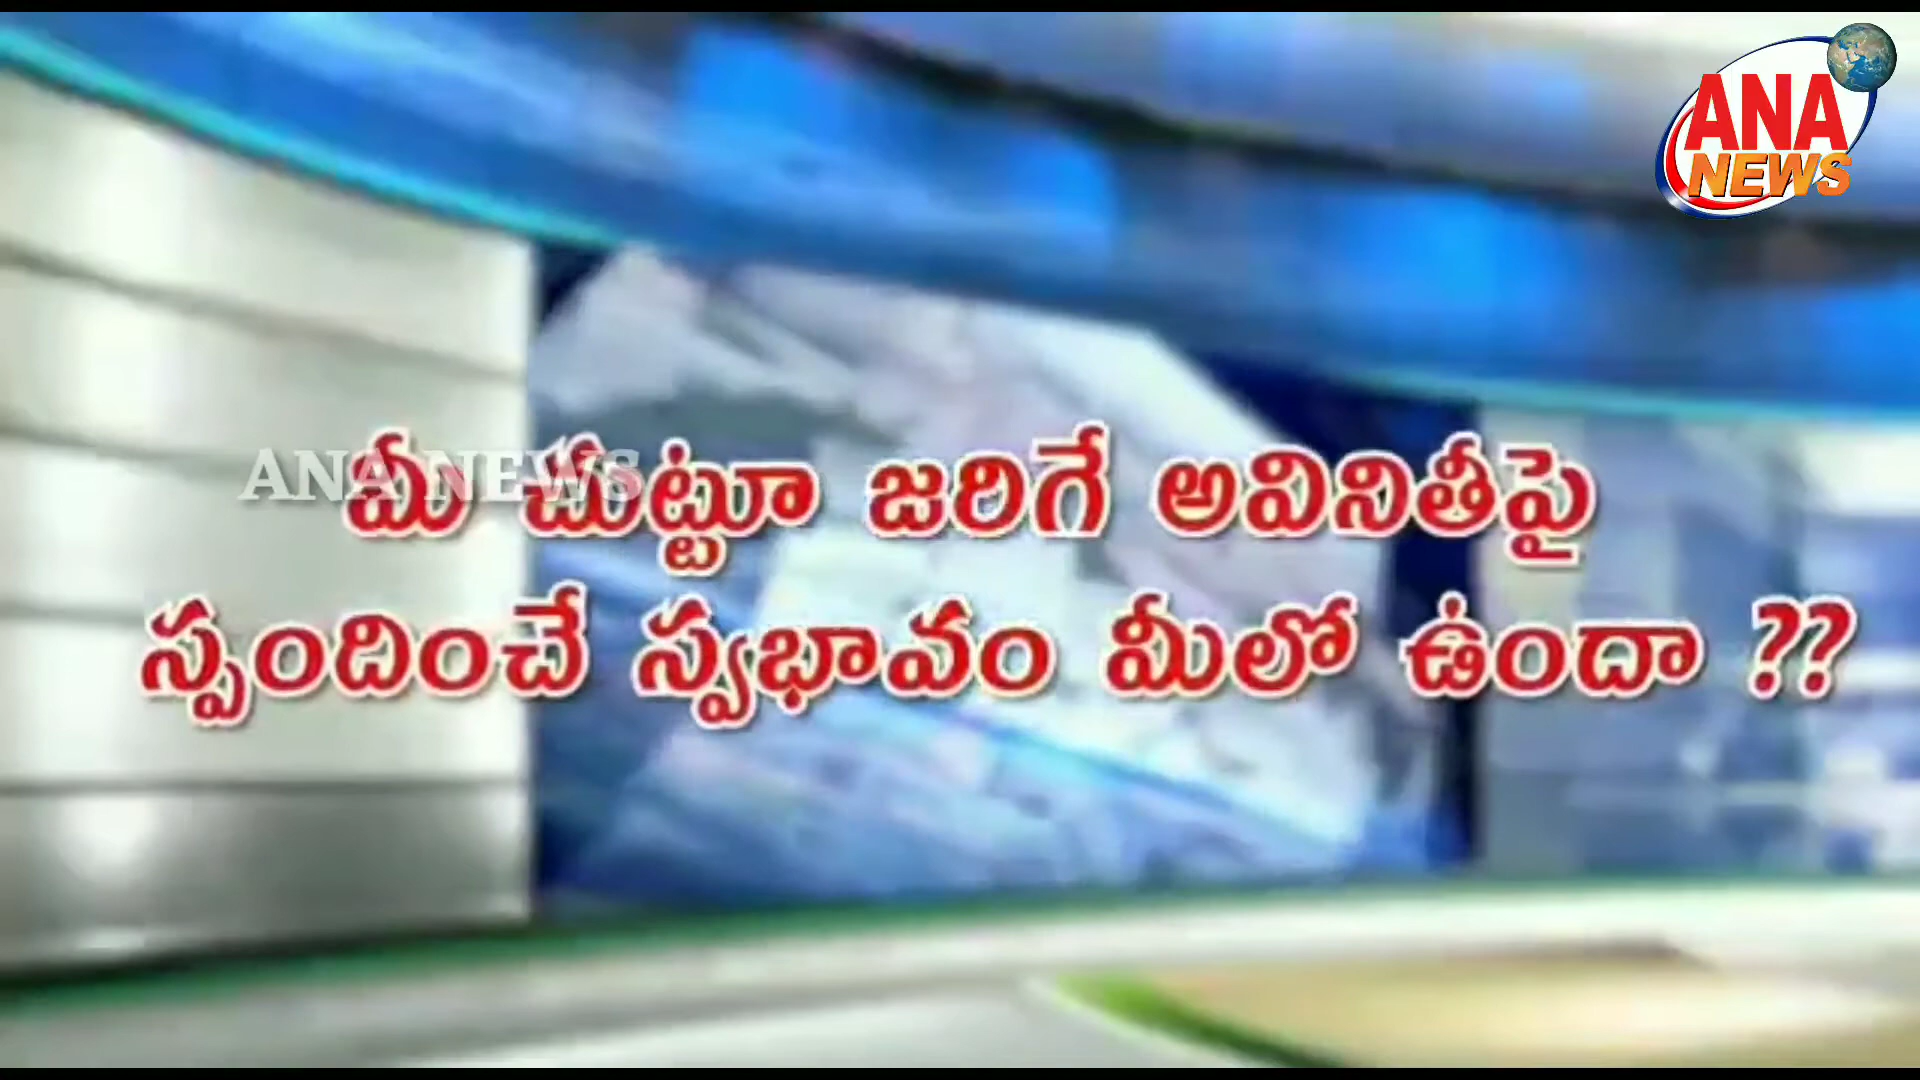 ANA
NEWS
ANA NEWS
మీ చుట్టూ జరిగే అవినితీపై
స్పందించే స్వభావం మీలో ఉందా ??